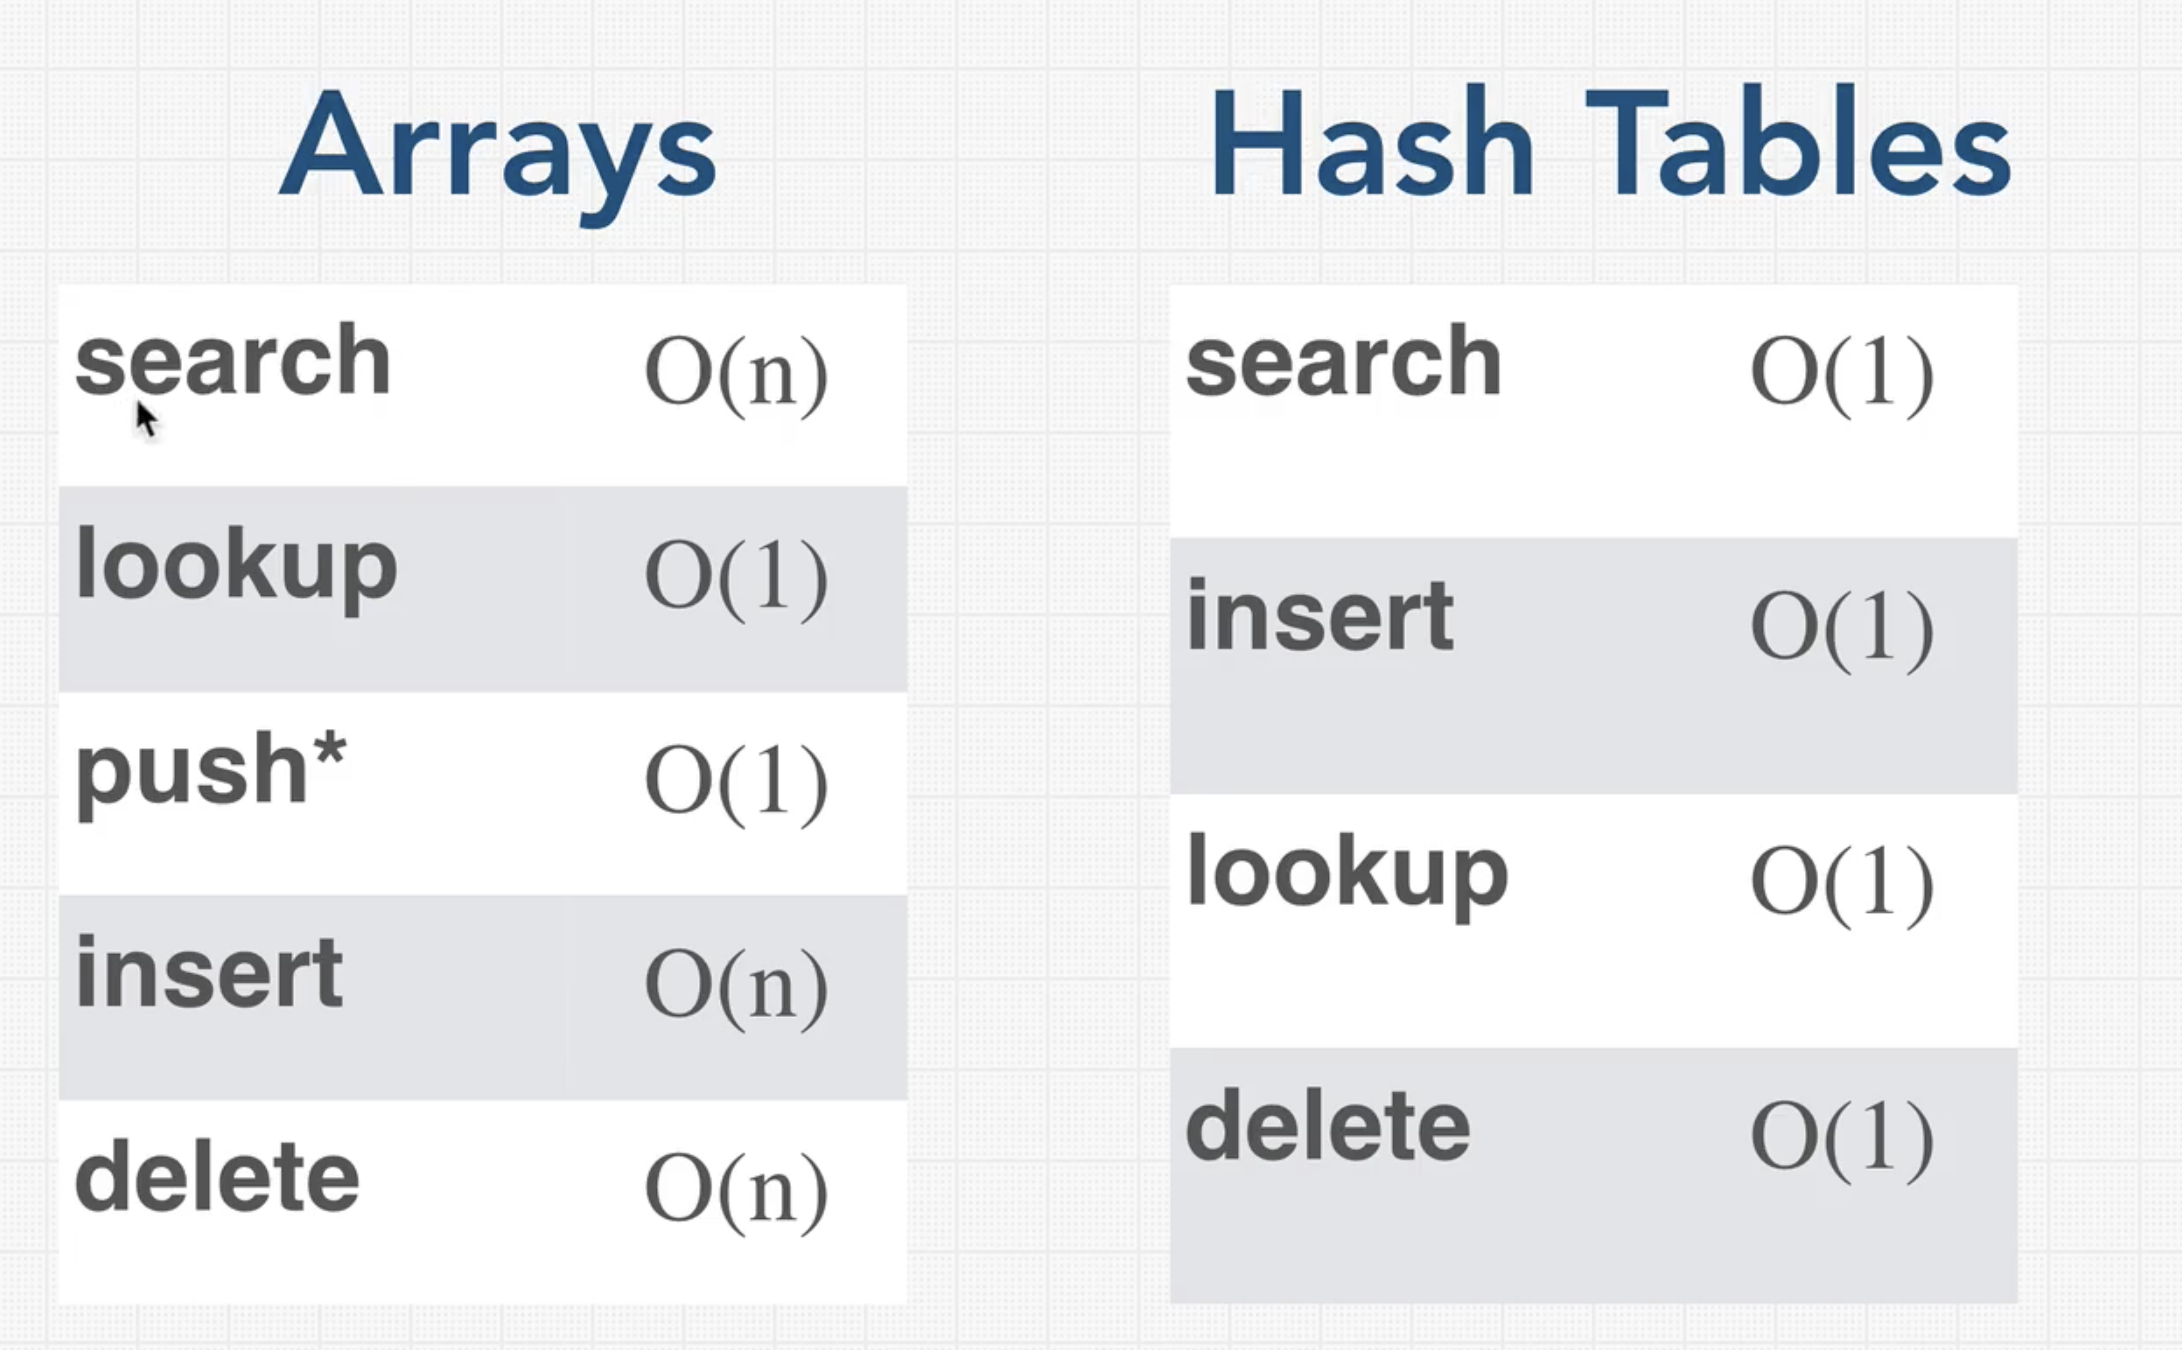 Arrays
search O(n)
lookup O(1)
push* O(1)
insert O(n)
delete O(n)
Hash Tables
search O(1)
insert O(1)
lookup O(1)
delete O(1)